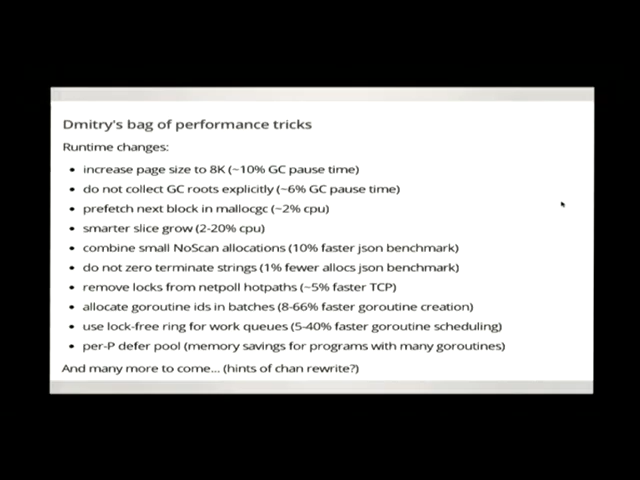 Dmitry's bag of performance tricks
Runtime changes:
• increase page size to 8K (~10% GC pause time)
• do not collect GC roots explicitly (~6% GC pause time)
• prefetch next block in mallocgc (~2% cpu)
• smarter slice grow (2-20% cpu)
• combine small NoScan allocations (10% faster json benchmark)
• do not zero terminate strings (1% fewer allocs json benchmark)
• remove locks from netpoll hotpaths (~5% faster TCP)
• allocate goroutine ids in batches (8-66% faster goroutine creation)
• use lock-free ring for work queues (5-40% faster goroutine scheduling)
• per-P defer pool (memory savings for programs with many goroutines)
And many more to come... (hints of chan rewrite?)